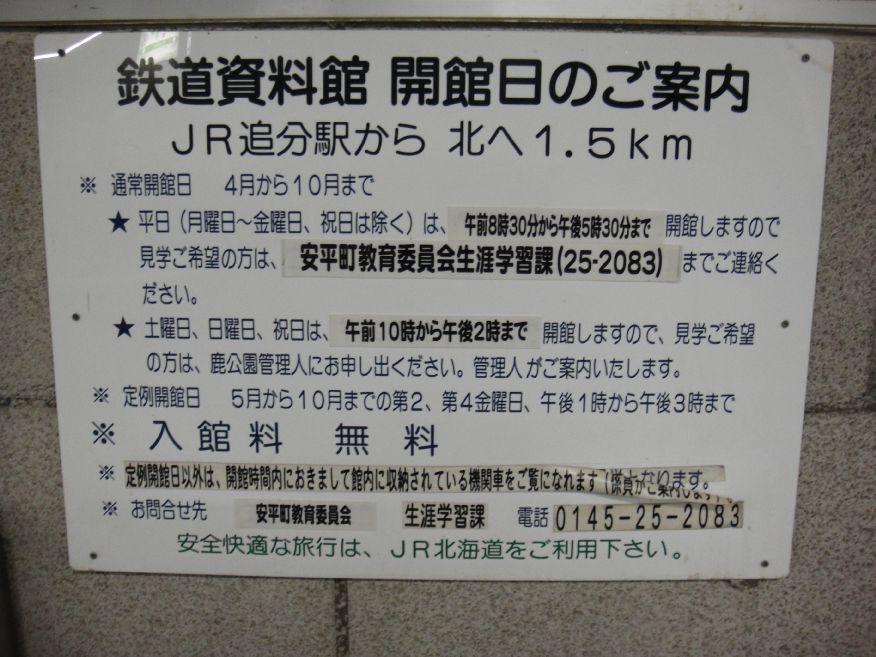 鉄道資料館 開館日のご案内
JR追分駅から 北へ1.5km
※ 通常開館日 4月から10月まで
★ 平日(月曜日～金曜日、祝日は除く)は、午前8時30分から午後5時30分まで 開館しますので
見学ご希望の方は、 安平町教育委員会生涯学習課(25-2083) までご連絡く
ださい。
★ 土曜日、日曜日、祝日は、 午前10時から午後2時まで 開館しますので、見学ご希望
の方は、鹿公園管理人にお申し出ください。管理人がご案内いたします。
※ 定例開館日 5月から10月までの第2、第4金曜日、午後1時から午後3時まで
※ 入館料 無料
※ 定例開館日以外は、開館時間内におきまして館内に収納されている機関車をご覧になれます
※ お問合せ先 安平町教育委員会 生涯学習課 電話 0145-25-2083
安全快適な旅行は、JR北海道をご利用下さい。